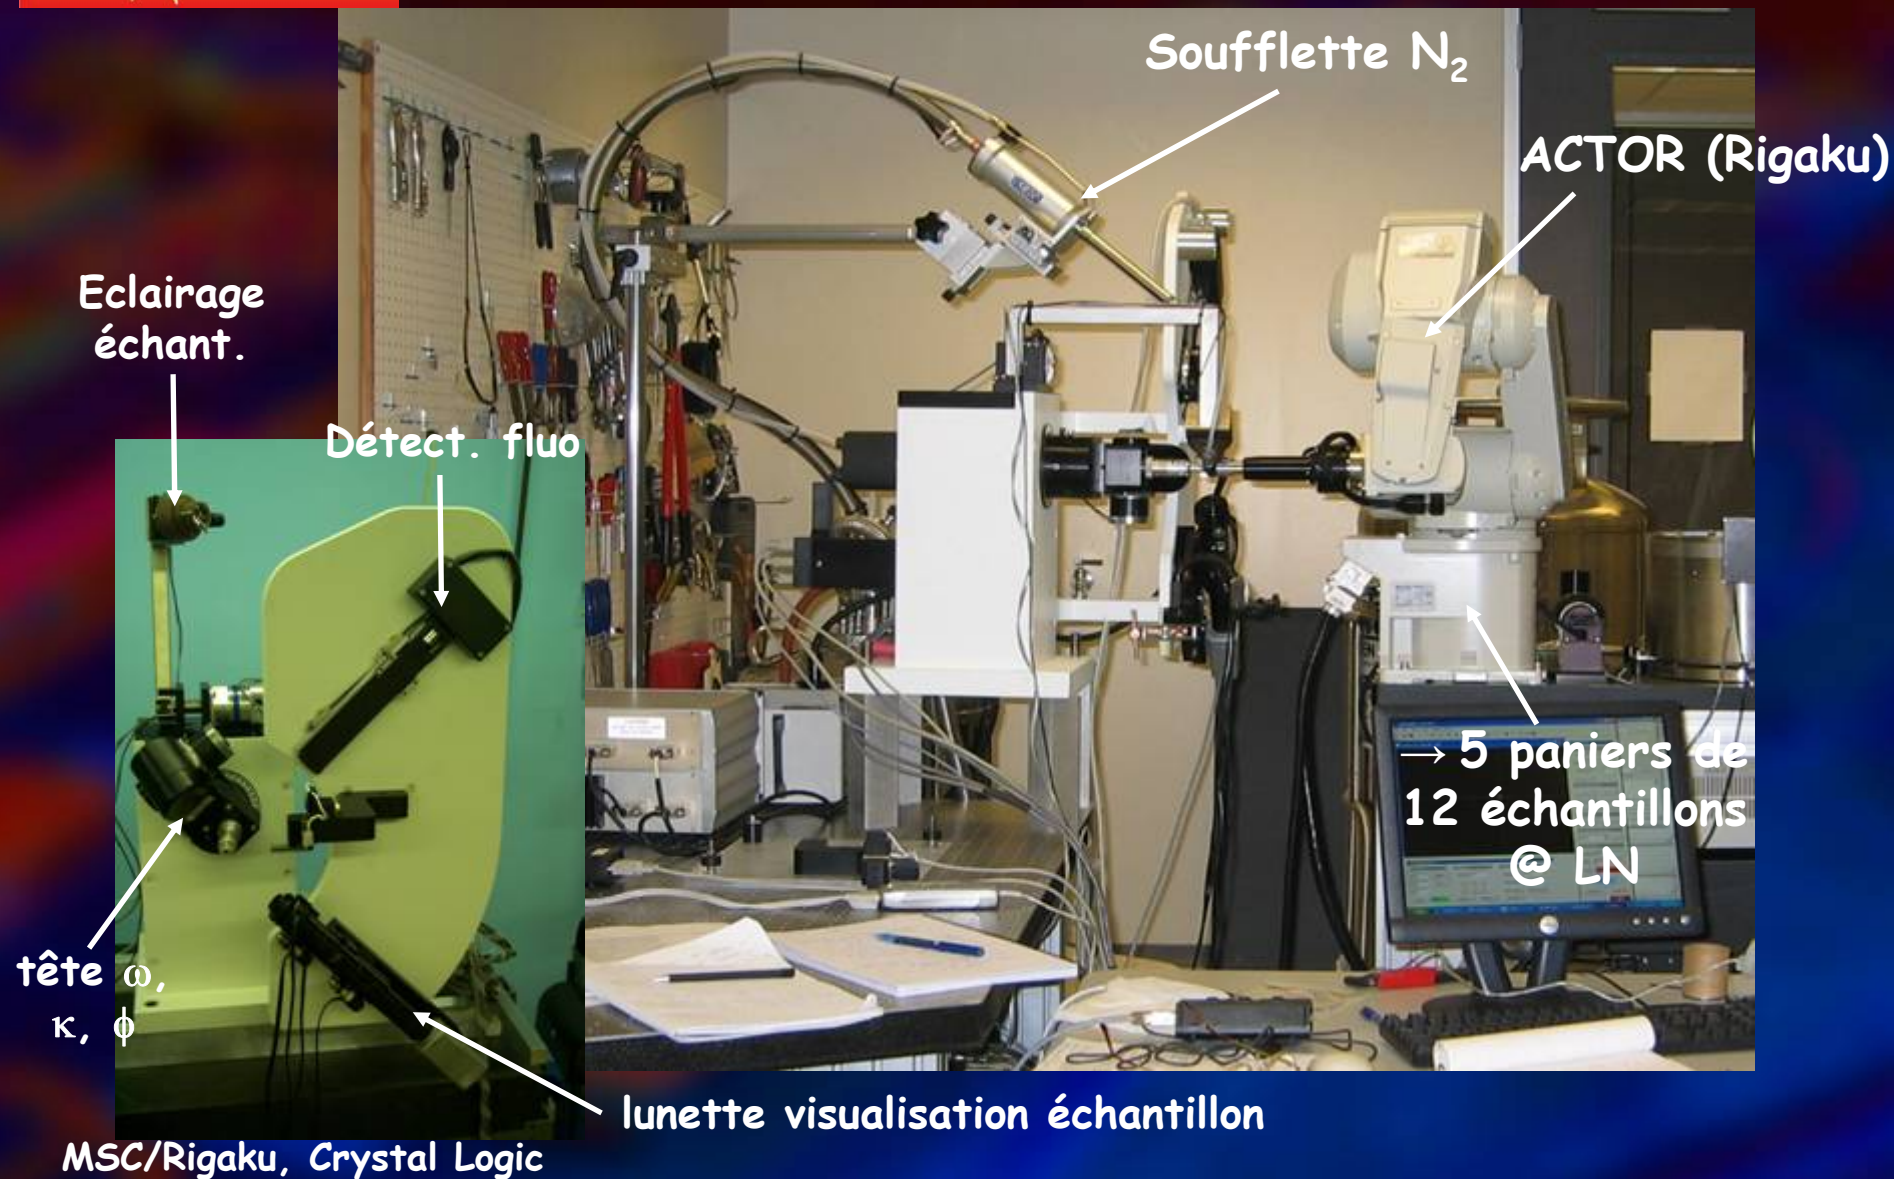 Soufflette N₂
ACTOR (Rigaku)
Eclairage
échant.
Détect. fluo
→ 5 paniers de
12 échantillons
@ LN
tête ω,
κ, ϕ
lunette visualisation échantillon
MSC/Rigaku, Crystal Logic